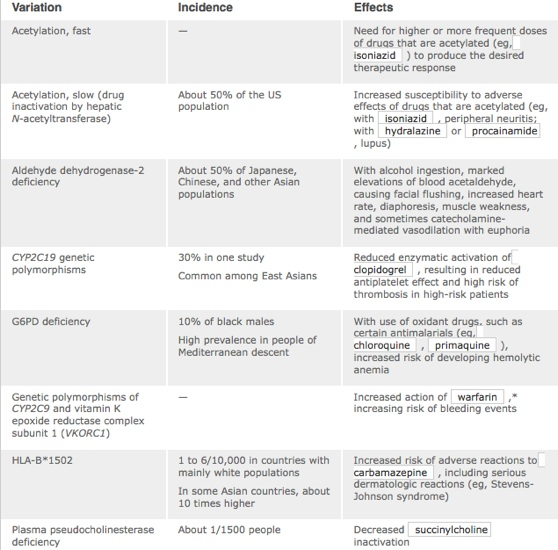 Variation Incidence Effects
Acetylation, fast — Need for higher or more frequent doses
of drugs that are acetylated (eg,
isoniazid ) to produce the desired
therapeutic response
Acetylation, slow (drug
inactivation by hepatic
N-acetyltransferase)
About 50% of the US
population
Increased susceptibility to adverse
effects of drugs that are acetylated (eg,
with isoniazid , peripheral neuritis;
with hydralazine or procainamide
, lupus)
Aldehyde dehydrogenase-2
deficiency
About 50% of Japanese,
Chinese, and other Asian
populations
With alcohol ingestion, marked
elevations of blood acetaldehyde,
causing facial flushing, increased heart
rate, diaphoresis, muscle weakness,
and sometimes catecholamine-
mediated vasodilation with euphoria
CYP2C19 genetic
polymorphisms
30% in one study
Common among East Asians
Reduced enzymatic activation of
clopidogrel , resulting in reduced
antiplatelet effect and high risk of
thrombosis in high-risk patients
G6PD deficiency
10% of black males
High prevalence in people of
Mediterranean descent
With use of oxidant drugs, such as
certain antimalarials (eg,
chloroquine , primaquine ),
increased risk of developing hemolytic
anemia
Genetic polymorphisms of
CYP2C9 and vitamin K
epoxide reductase complex
subunit 1 (VKORC1)
—
Increased action of warfarin ,*
increasing risk of bleeding events
HLA-B*1502
1 to 6/10,000 in countries with
mainly white populations
In some Asian countries, about
10 times higher
Increased risk of adverse reactions to
carbamazepine , including serious
dermatologic reactions (eg, Stevens-
Johnson syndrome)
Plasma pseudocholinesterase
deficiency
About 1/1500 people
Decreased succinylcholine
inactivation